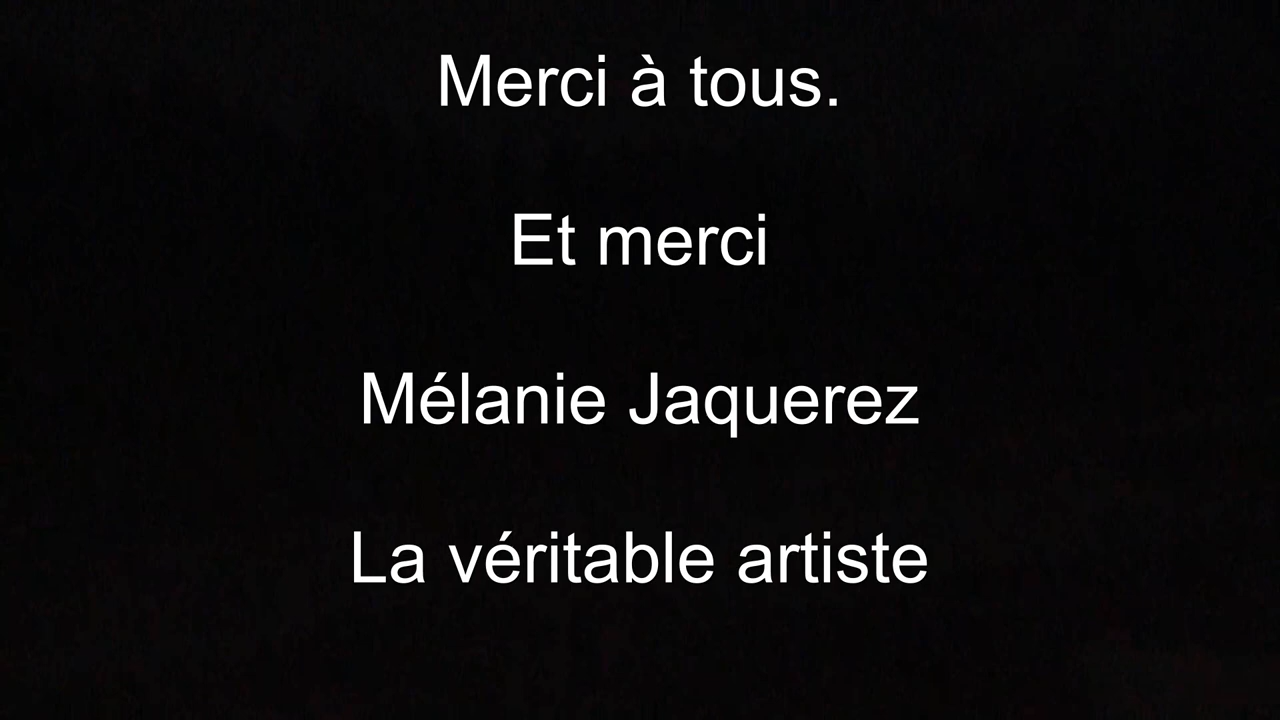 Merci à tous.
Et merci
Mélanie Jaquerez
La véritable artiste